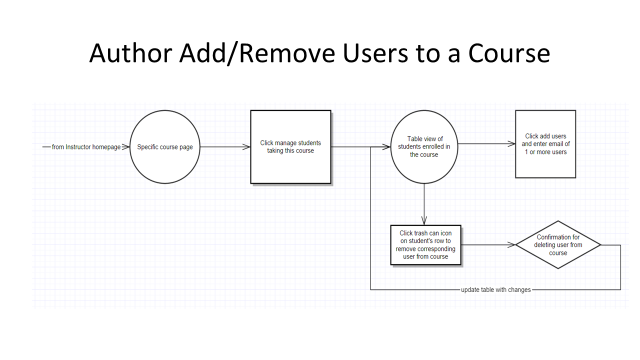 Author Add/Remove Users to a Course
from Instructor homepage
Specific course page
Click manage students
taking this course
Table view of
students enrolled in
the course
Click add users
and enter email of
1 or more users
Click trash can icon
on student's row to
remove corresponding
user from course
Confirmation for
deleting user from
course
update table with changes